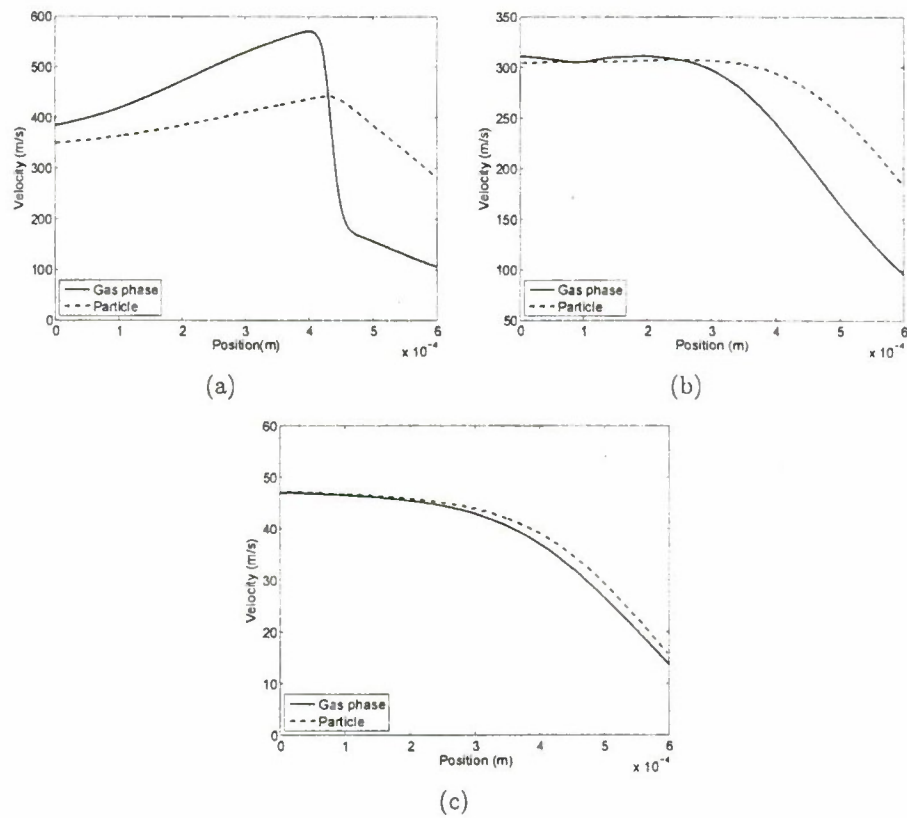 600
500
400
300
200
100
0
Velocity (m/s)
Gas phase
Particle
0 1 2 3 4 5 6
Position(m)
x 10⁻⁴
(a)
350
300
250
200
150
100
50
Velocity (m/s)
Gas phase
Particle
0 1 2 3 4 5 6
Position (m)
x 10⁻⁴
(b)
60
50
40
30
20
10
0
Velocity (m/s)
Gas phase
Particle
0 1 2 3 4 5 6
Position (m)
x 10⁻⁴
(c)